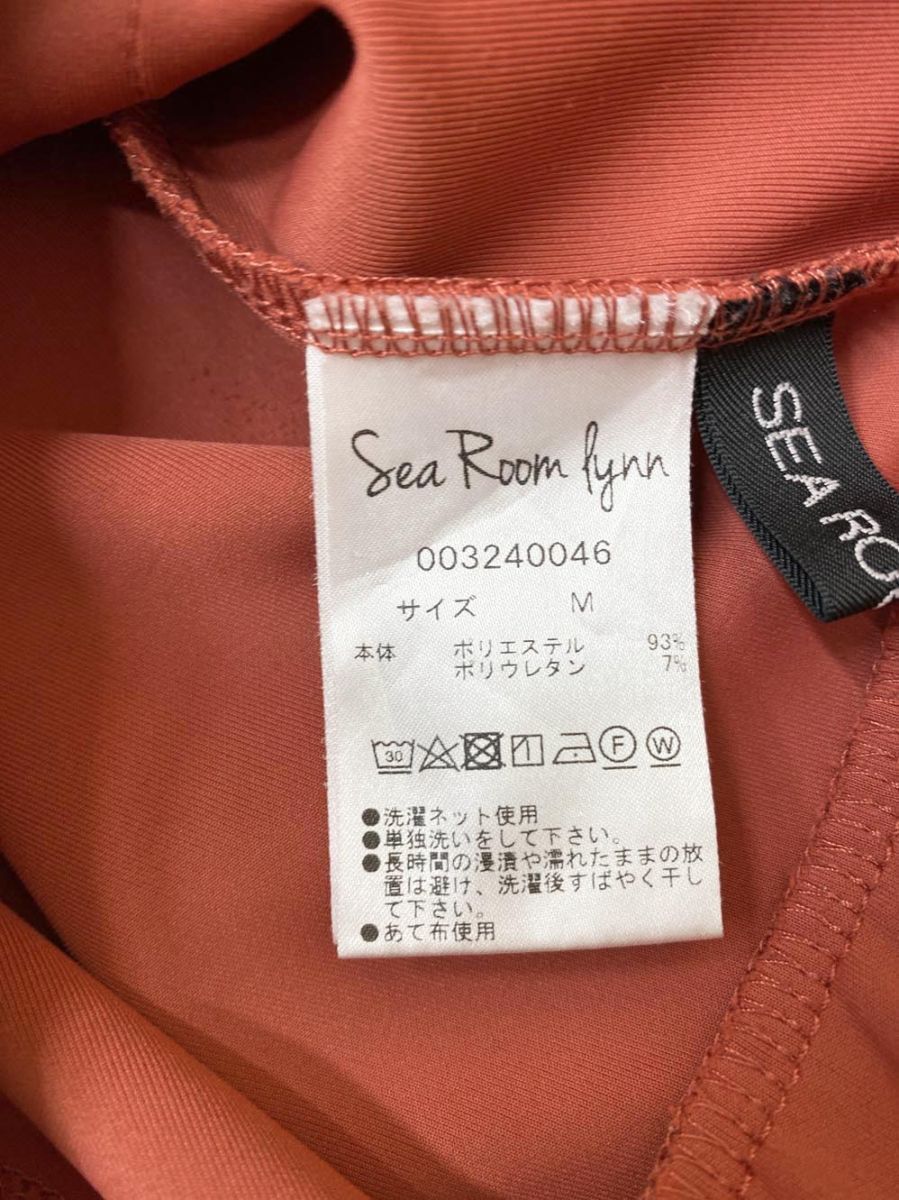 Sea Room lynn
003240046
サイズ M
本体 ポリエステル 93%
ポリウレタン 7%
30 F W
●洗濯ネット使用
●単独洗いをして下さい。
●長時間の浸漬や濡れたままの放
置は避け、洗濯後すばやく干し
て下さい。
●あて布使用
SEA RO